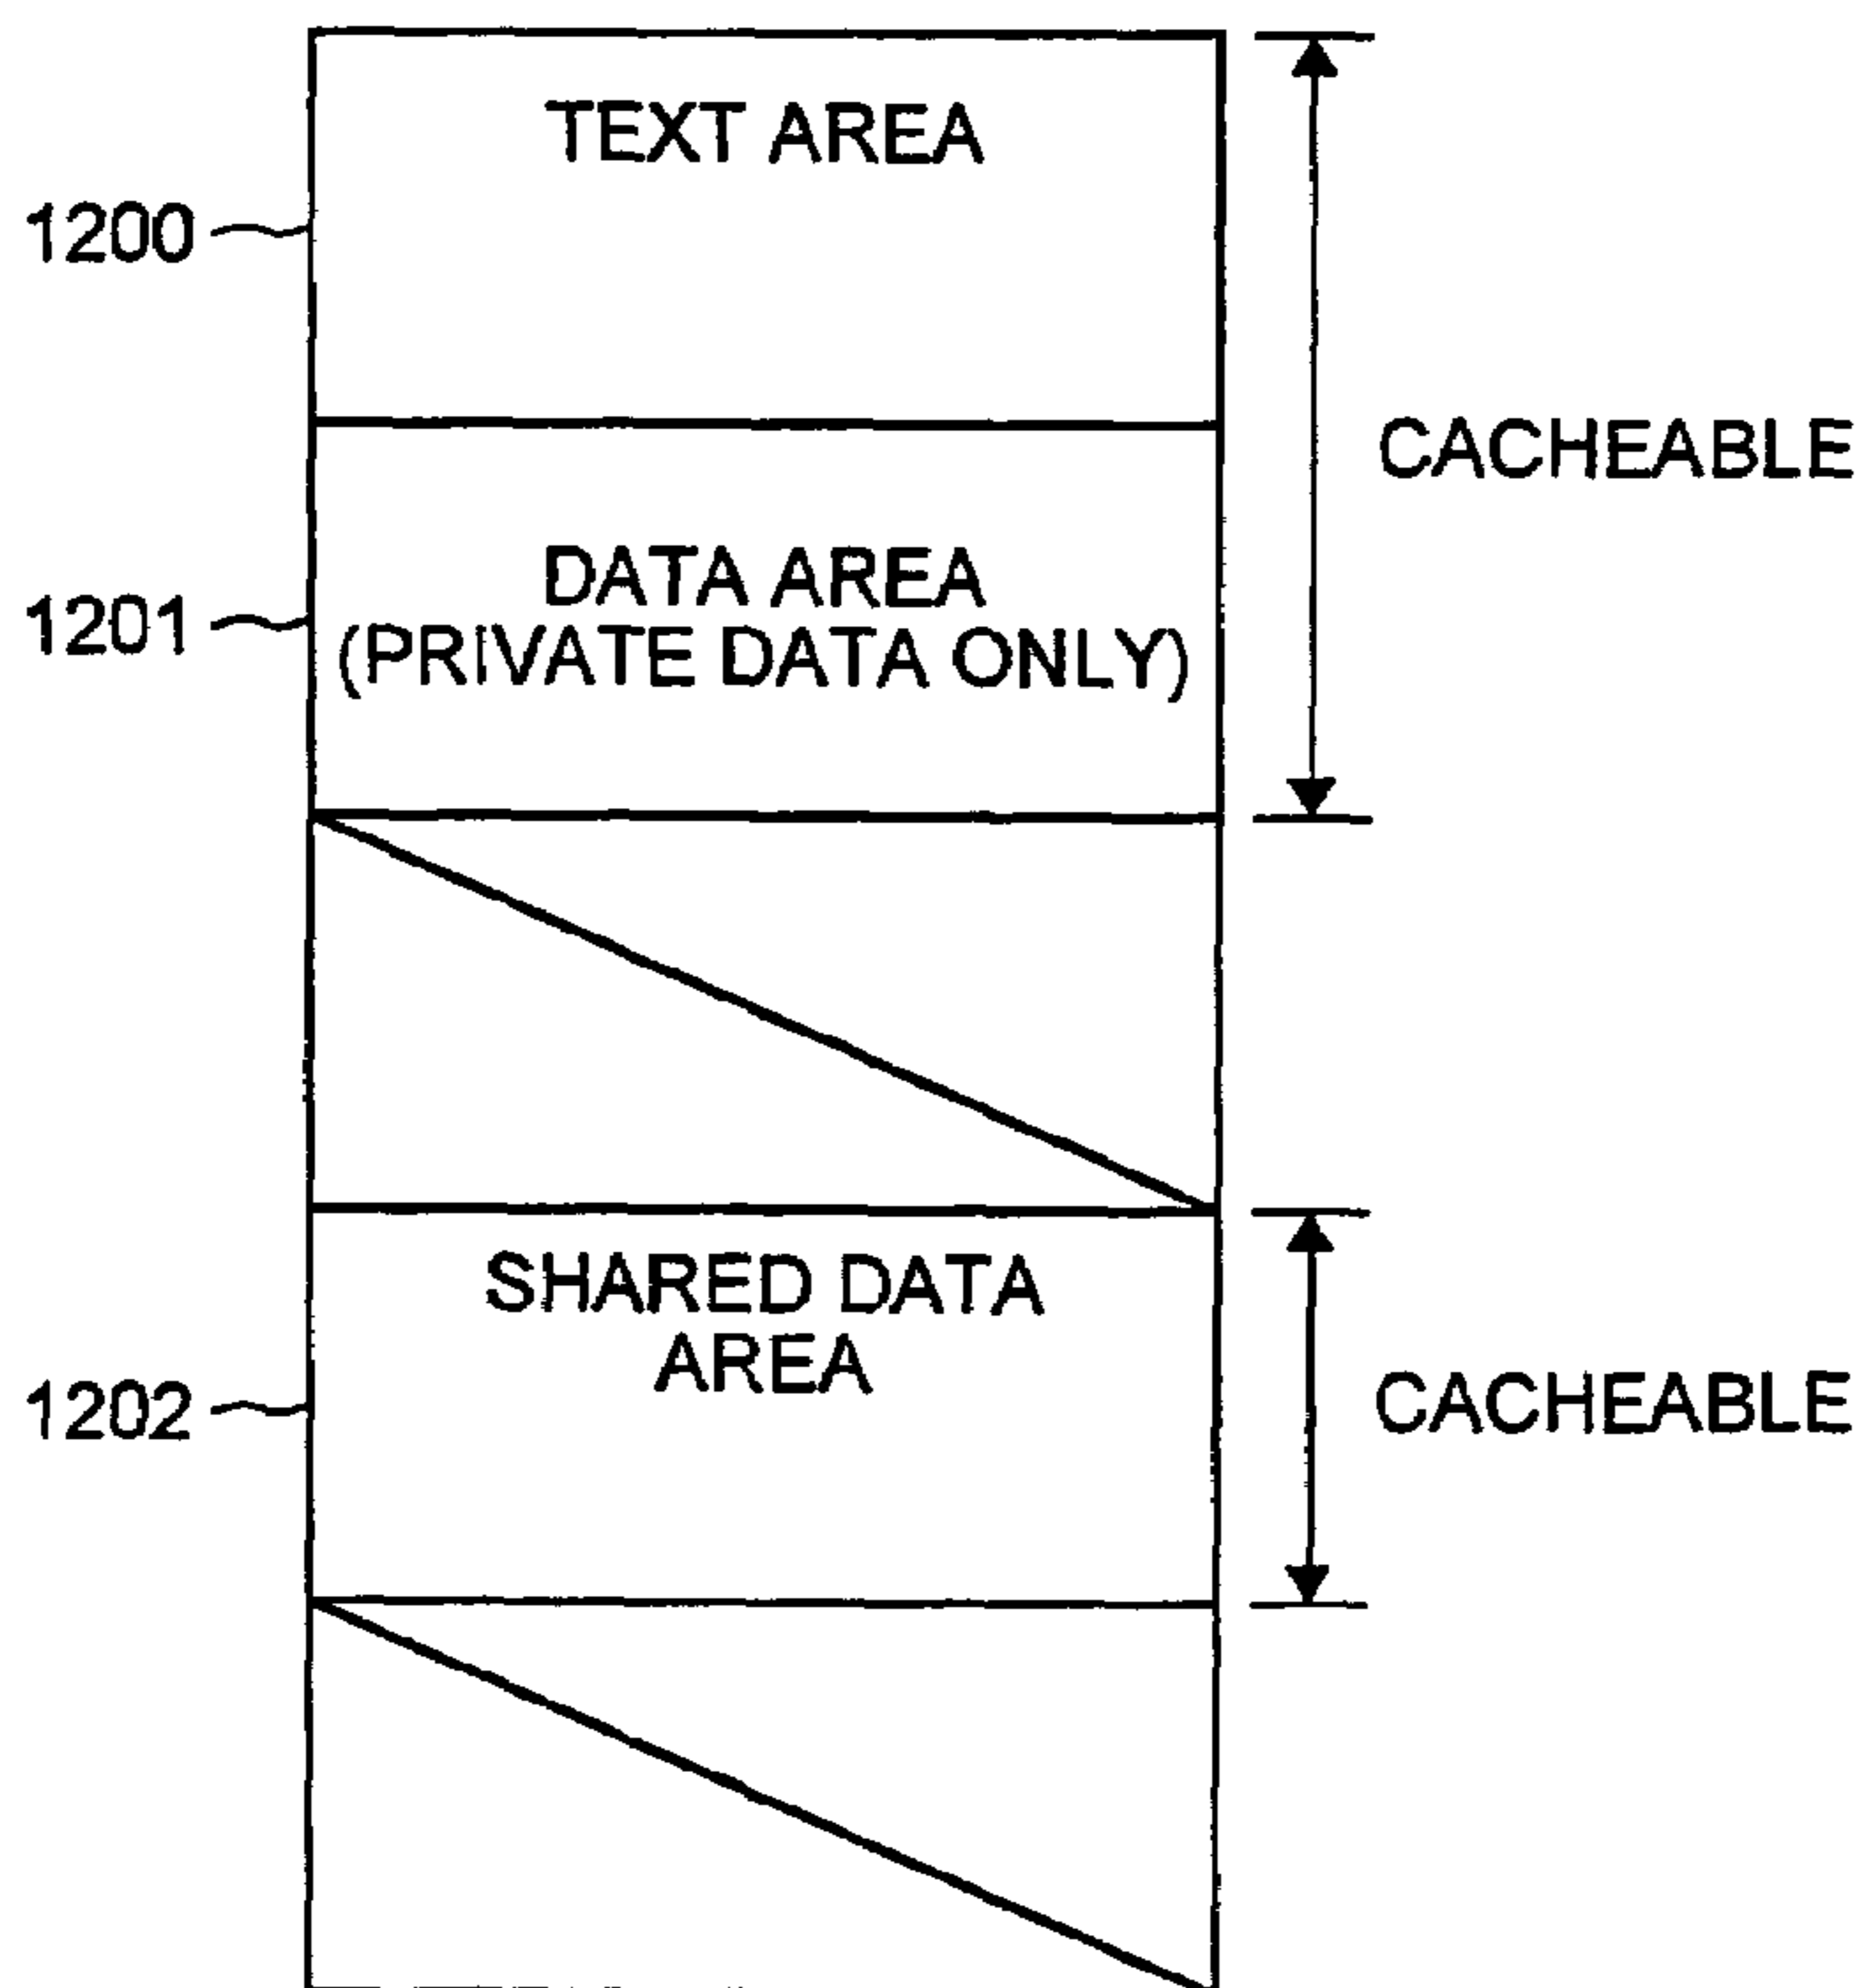 TEXT AREA
1200
CACHEABLE
DATA AREA
1201
(PRIVATE DATA ONLY)
SHARED DATA
AREA
1202
CACHEABLE